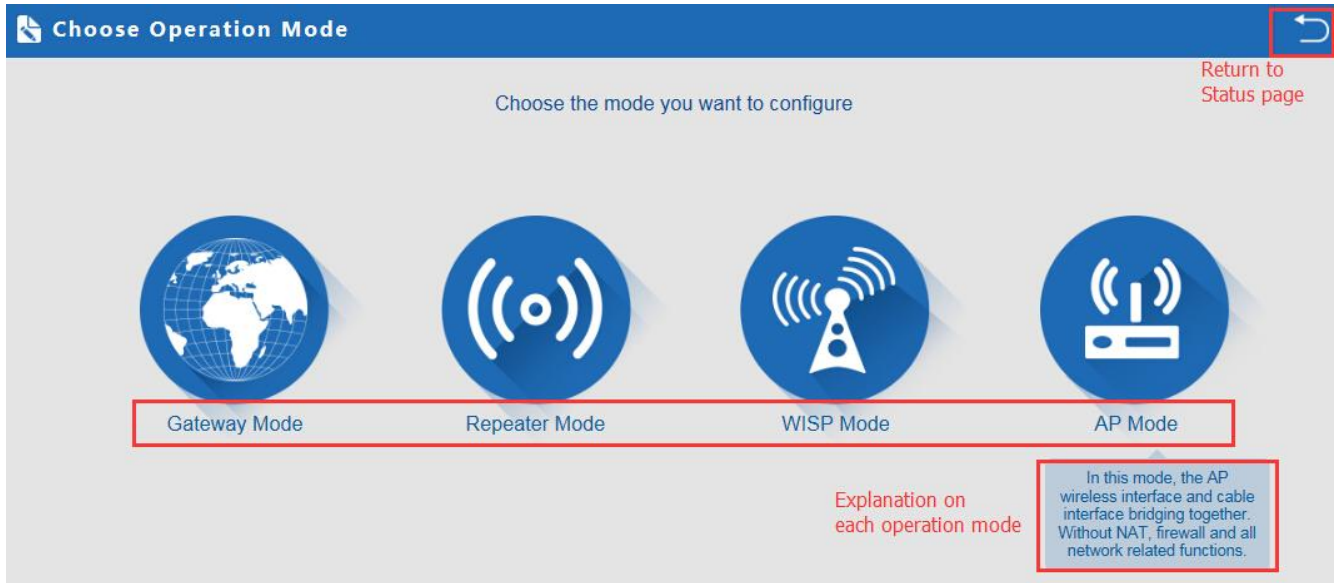 Choose Operation Mode
Return to
Status page
Choose the mode you want to configure
Gateway Mode
Repeater Mode
WISP Mode
AP Mode
Explanation on
each operation mode
In this mode, the AP
wireless interface and cable
interface bridging together.
Without NAT, firewall and all
network related functions.